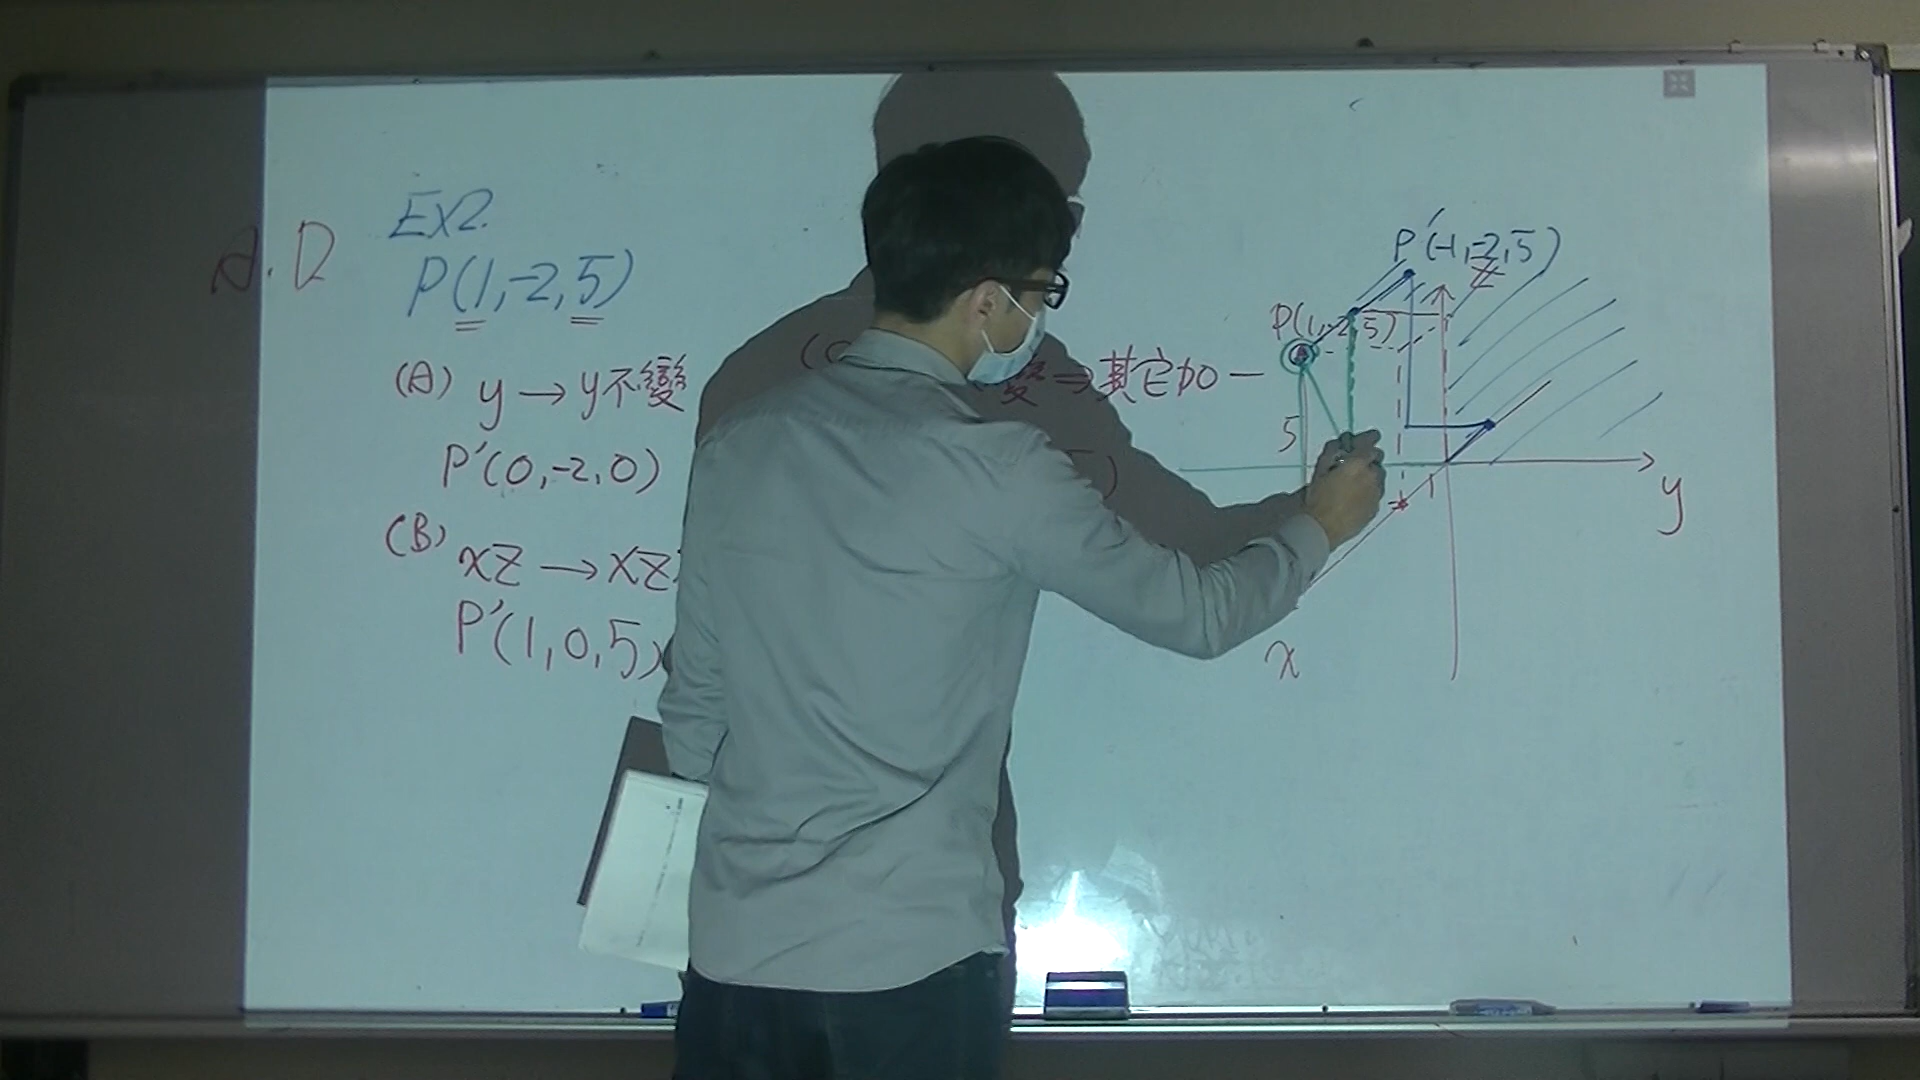 A.D
Ex2.
P(1,-2,5)
(A) y → y不變
P'(0,-2,0)
(B) xz → xz
P'(1,0,5)
變⇒其它加一
P'(-1,-2,5)
z
P(1,-2,5)
5
1
y
x